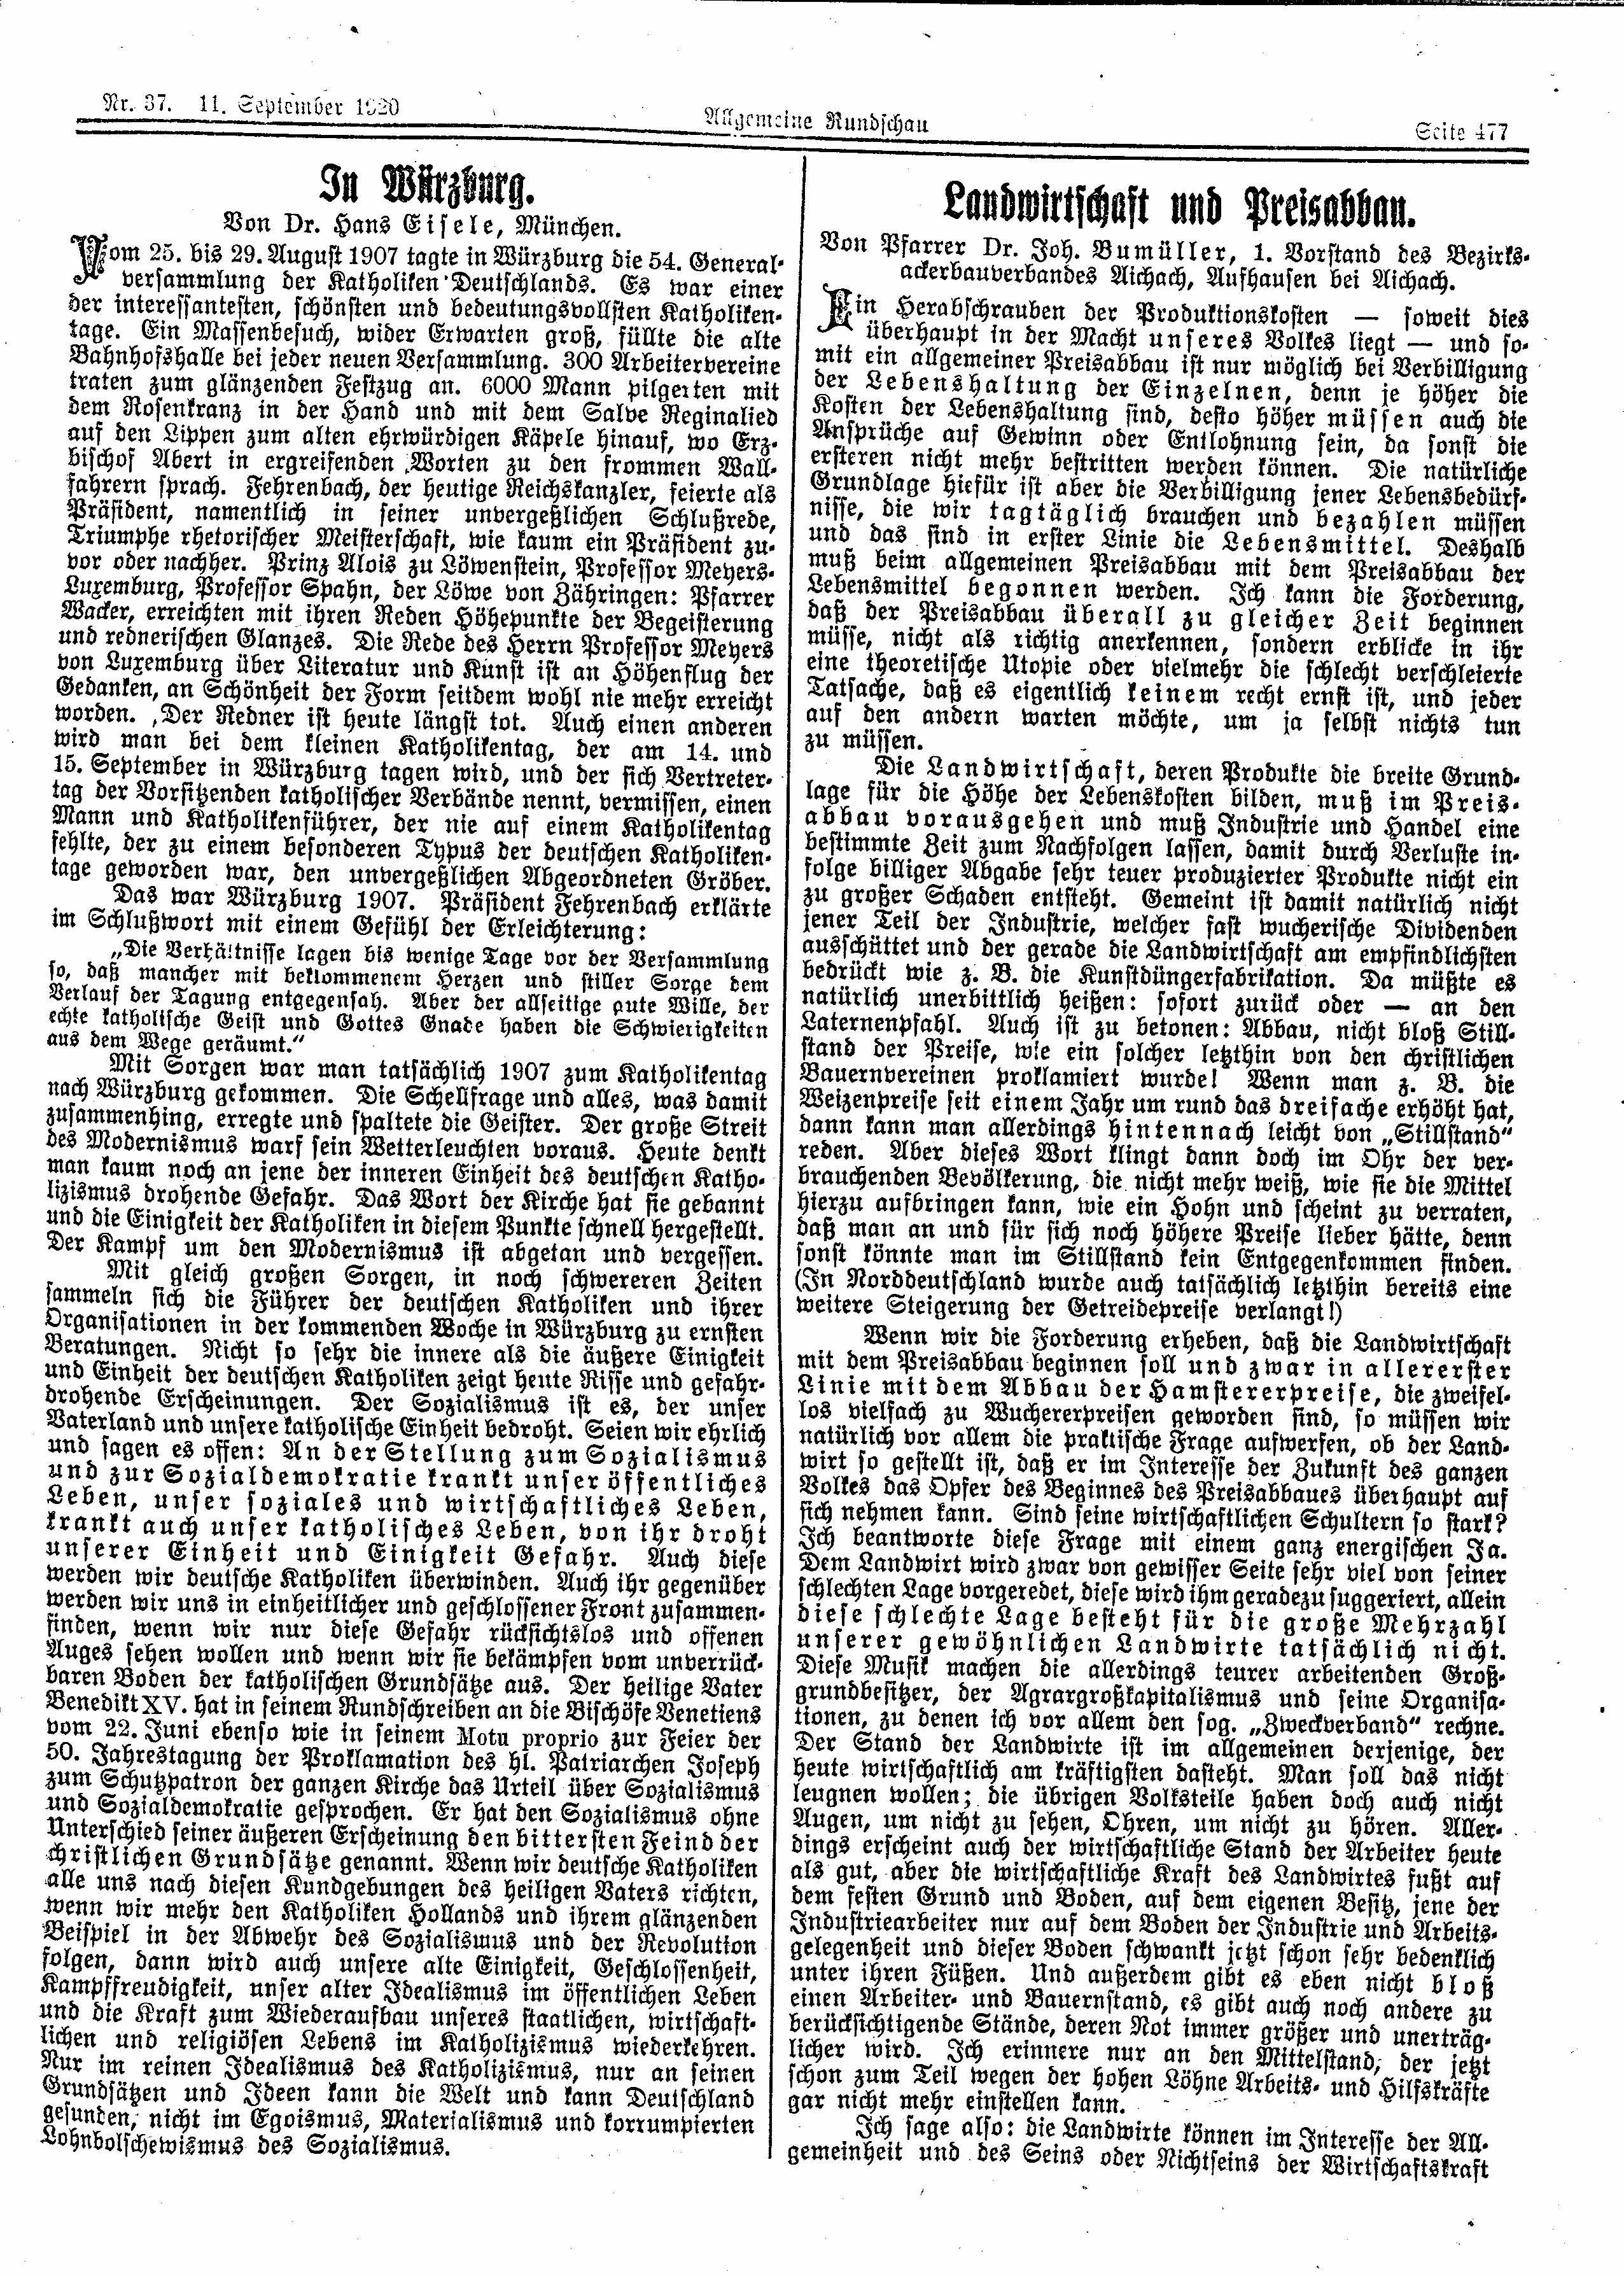 Nr. 37. 11. September 1920
Allgemeine Rundschau
Seite 477
In Würzburg.
Von Dr. Hans Eisele, München.
Vom 25. bis 29. August 1907 tagte in Würzburg die 54. General-
versammlung der Katholiken Deutschlands. Es war einer
der interessantesten, schönsten und bedeutungsvollsten Katholiken-
tage. Ein Massenbesuch, wider Erwarten groß, füllte die alte
Bahnhofshalle bei jeder neuen Versammlung. 300 Arbeitervereine
traten zum glänzenden Festzug an. 6000 Mann pilgerten mit
dem Rosenkranz in der Hand und mit dem Salve Reginalied
auf den Lippen zum alten ehrwürdigen Käpele hinauf, wo Erz-
bischof Abert in ergreifenden Worten zu den frommen Wall-
fahrern sprach. Fehrenbach, der heutige Reichskanzler, feierte als
Präsident, namentlich in seiner unvergeßlichen Schlußrede,
Triumphe rhetorischer Meisterschaft, wie kaum ein Präsident zu-
vor oder nachher. Prinz Alois zu Löwenstein, Professor Meyers-
Luxemburg, Professor Spahn, der Löwe von Zähringen: Pfarrer
Wacker, erreichten mit ihren Reden Höhepunkte der Begeisterung
und rednerischen Glanzes. Die Rede des Herrn Professor Meyers
von Luxemburg über Literatur und Kunst ist an Höhenflug der
Gedanken, an Schönheit der Form seitdem wohl nie mehr erreicht
worden. Der Redner ist heute längst tot. Auch einen anderen
wird man bei dem kleinen Katholikentag, der am 14. und
15. September in Würzburg tagen wird, und der sich Vertreter-
tag der Vorsitzenden katholischer Verbände nennt, vermissen, einen
Mann und Katholikenführer, der nie auf einem Katholikentag
fehlte, der zu einem besonderen Typus der deutschen Katholiken-
tage geworden war, den unvergeßlichen Abgeordneten Gröber.
Das war Würzburg 1907. Präsident Fehrenbach erklärte
im Schlußwort mit einem Gefühl der Erleichterung:
„Die Verhältnisse lagen bis wenige Tage vor der Versammlung
so, daß mancher mit beklommenem Herzen und stiller Sorge dem
Verlauf der Tagung entgegensah. Aber der allseitige gute Wille, der
echte katholische Geist und Gottes Gnade haben die Schwierigkeiten
aus dem Wege geräumt.“
Mit Sorgen war man tatsächlich 1907 zum Katholikentag
nach Würzburg gekommen. Die Schellfrage und alles, was damit
zusammenhing, erregte und spaltete die Geister. Der große Streit
des Modernismus warf sein Wetterleuchten voraus. Heute denkt
man kaum noch an jene der inneren Einheit des deutschen Katho-
lizismus drohende Gefahr. Das Wort der Kirche hat sie gebannt
und die Einigkeit der Katholiken in diesem Punkte schnell hergestellt.
Der Kampf um den Modernismus ist abgetan und vergessen.
Mit gleich großen Sorgen, in noch schwereren Zeiten
sammeln sich die Führer der deutschen Katholiken und ihrer
Organisationen in der kommenden Woche in Würzburg zu ernsten
Beratungen. Nicht so sehr die innere als die äußere Einigkeit
und Einheit der deutschen Katholiken zeigt heute Risse und gefahr-
drohende Erscheinungen. Der Sozialismus ist es, der unser
Vaterland und unsere katholische Einheit bedroht. Seien wir ehrlich
und sagen es offen: An der Stellung zum Sozialismus
und zur Sozialdemokratie krankt unser öffentliches
Leben, unser soziales und wirtschaftliches Leben,
krankt auch unser katholisches Leben, von ihr droht
unserer Einheit und Einigkeit Gefahr. Auch diese
werden wir deutsche Katholiken überwinden. Auch ihr gegenüber
werden wir uns in einheitlicher und geschlossener Front zusammen-
finden, wenn wir nur diese Gefahr rücksichtslos und offenen
Auges sehen wollen und wenn wir sie bekämpfen vom unverrück-
baren Boden der katholischen Grundsätze aus. Der heilige Vater
Benedikt XV. hat in seinem Rundschreiben an die Bischöfe Venetiens
vom 22. Juni ebenso wie in seinem Motu proprio zur Feier der
50. Jahrestagung der Proklamation des hl. Patriarchen Joseph
zum Schutzpatron der ganzen Kirche das Urteil über Sozialismus
und Sozialdemokratie gesprochen. Er hat den Sozialismus ohne
Unterschied seiner äußeren Erscheinung den bittersten Feind der
christlichen Grundsätze genannt. Wenn wir deutsche Katholiken
alle uns nach diesen Kundgebungen des heiligen Vaters richten,
wenn wir mehr den Katholiken Hollands und ihrem glänzenden
Beispiel in der Abwehr des Sozialismus und der Revolution
folgen, dann wird auch unsere alte Einigkeit, Geschlossenheit,
Kampffreudigkeit, unser alter Idealismus im öffentlichen Leben
und die Kraft zum Wiederaufbau unseres staatlichen, wirtschaft-
lichen und religiösen Lebens im Katholizismus wiederkehren.
Nur im reinen Idealismus des Katholizismus, nur an seinen
Grundsätzen und Ideen kann die Welt und kann Deutschland
gesunden, nicht im Egoismus, Materialismus und korrumpierten
Lohnbolschewismus des Sozialismus.
Landwirtschaft und Preisabbau.
Von Pfarrer Dr. Joh. Bumüller, 1. Vorstand des Bezirks-
ackerbauverbandes Aichach, Aufhausen bei Aichach.
Ein Herabschrauben der Produktionskosten — soweit dies
überhaupt in der Macht unseres Volkes liegt — und so-
mit ein allgemeiner Preisabbau ist nur möglich bei Verbilligung
der Lebenshaltung der Einzelnen, denn je höher die
Kosten der Lebenshaltung sind, desto höher müssen auch die
Ansprüche auf Gewinn oder Entlohnung sein, da sonst die
ersteren nicht mehr bestritten werden können. Die natürliche
Grundlage hiefür ist aber die Verbilligung jener Lebensbedürf-
nisse, die wir tagtäglich brauchen und bezahlen müssen
und das sind in erster Linie die Lebensmittel. Deshalb
muß beim allgemeinen Preisabbau mit dem Preisabbau der
Lebensmittel begonnen werden. Ich kann die Forderung,
daß der Preisabbau überall zu gleicher Zeit beginnen
müsse, nicht als richtig anerkennen, sondern erblicke in ihr
eine theoretische Utopie oder vielmehr die schlecht verschleierte
Tatsache, daß es eigentlich keinem recht ernst ist, und jeder
auf den andern warten möchte, um ja selbst nichts tun
zu müssen.
Die Landwirtschaft, deren Produkte die breite Grund-
lage für die Höhe der Lebenskosten bilden, muß im Preis-
abbau vorausgehen und muß Industrie und Handel eine
bestimmte Zeit zum Nachfolgen lassen, damit durch Verluste in-
folge billiger Abgabe sehr teuer produzierter Produkte nicht ein
zu großer Schaden entsteht. Gemeint ist damit natürlich nicht
jener Teil der Industrie, welcher fast wucherische Dividenden
ausschüttet und der gerade die Landwirtschaft am empfindlichsten
bedrückt wie z. B. die Kunstdüngerfabrikation. Da müßte es
natürlich unerbittlich heißen: sofort zurück oder — an den
Laternenpfahl. Auch ist zu betonen: Abbau, nicht bloß Still-
stand der Preise, wie ein solcher letzthin von den christlichen
Bauernvereinen proklamiert wurde! Wenn man z. B. die
Weizenpreise seit einem Jahr um rund das dreifache erhöht hat,
dann kann man allerdings hintennach leicht von „Stillstand“
reden. Aber dieses Wort klingt dann doch im Ohr der ver-
brauchenden Bevölkerung, die nicht mehr weiß, wie sie die Mittel
hierzu aufbringen kann, wie ein Hohn und scheint zu verraten,
daß man an und für sich noch höhere Preise lieber hätte, denn
sonst könnte man im Stillstand kein Entgegenkommen finden.
(In Norddeutschland wurde auch tatsächlich letzthin bereits eine
weitere Steigerung der Getreidepreise verlangt!)
Wenn wir die Forderung erheben, daß die Landwirtschaft
mit dem Preisabbau beginnen soll und zwar in allererster
Linie mit dem Abbau der Hamstererpreise, die zweifel-
los vielfach zu Wuchererpreisen geworden sind, so müssen wir
natürlich vor allem die praktische Frage aufwerfen, ob der Land-
wirt so gestellt ist, daß er im Interesse der Zukunft des ganzen
Volkes das Opfer des Beginnes des Preisabbaues überhaupt auf
sich nehmen kann. Sind seine wirtschaftlichen Schultern so stark?
Ich beantworte diese Frage mit einem ganz energischen Ja.
Dem Landwirt wird zwar von gewisser Seite sehr viel von seiner
schlechten Lage vorgeredet, diese wird ihm geradezu suggeriert, allein
diese schlechte Lage besteht für die große Mehrzahl
unserer gewöhnlichen Landwirte tatsächlich nicht.
Diese Musik machen die allerdings teurer arbeitenden Groß-
grundbesitzer, der Agrargroßkapitalismus und seine Organisa-
tionen, zu denen ich vor allem den sog. „Zweckverband“ rechne.
Der Stand der Landwirte ist im allgemeinen derjenige, der
heute wirtschaftlich am kräftigsten dasteht. Man soll das nicht
leugnen wollen; die übrigen Volksteile haben doch auch nicht
Augen, um nicht zu sehen, Ohren, um nicht zu hören. Aller-
dings erscheint auch der wirtschaftliche Stand der Arbeiter heute
als gut, aber die wirtschaftliche Kraft des Landwirtes fußt auf
dem festen Grund und Boden, auf dem eigenen Besitz, jene der
Industriearbeiter nur auf dem Boden der Industrie und Arbeits-
gelegenheit und dieser Boden schwankt jetzt schon sehr bedenklich
unter ihren Füßen. Und außerdem gibt es eben nicht bloß
einen Arbeiter- und Bauernstand, es gibt auch noch andere zu
berücksichtigende Stände, deren Not immer größer und unerträg-
licher wird. Ich erinnere nur an den Mittelstand, der jetzt
schon zum Teil wegen der hohen Löhne Arbeits- und Hilfskräfte
gar nicht mehr einstellen kann.
Ich sage also: die Landwirte können im Interesse der All-
gemeinheit und des Seins oder Nichtseins der Wirtschaftskraft